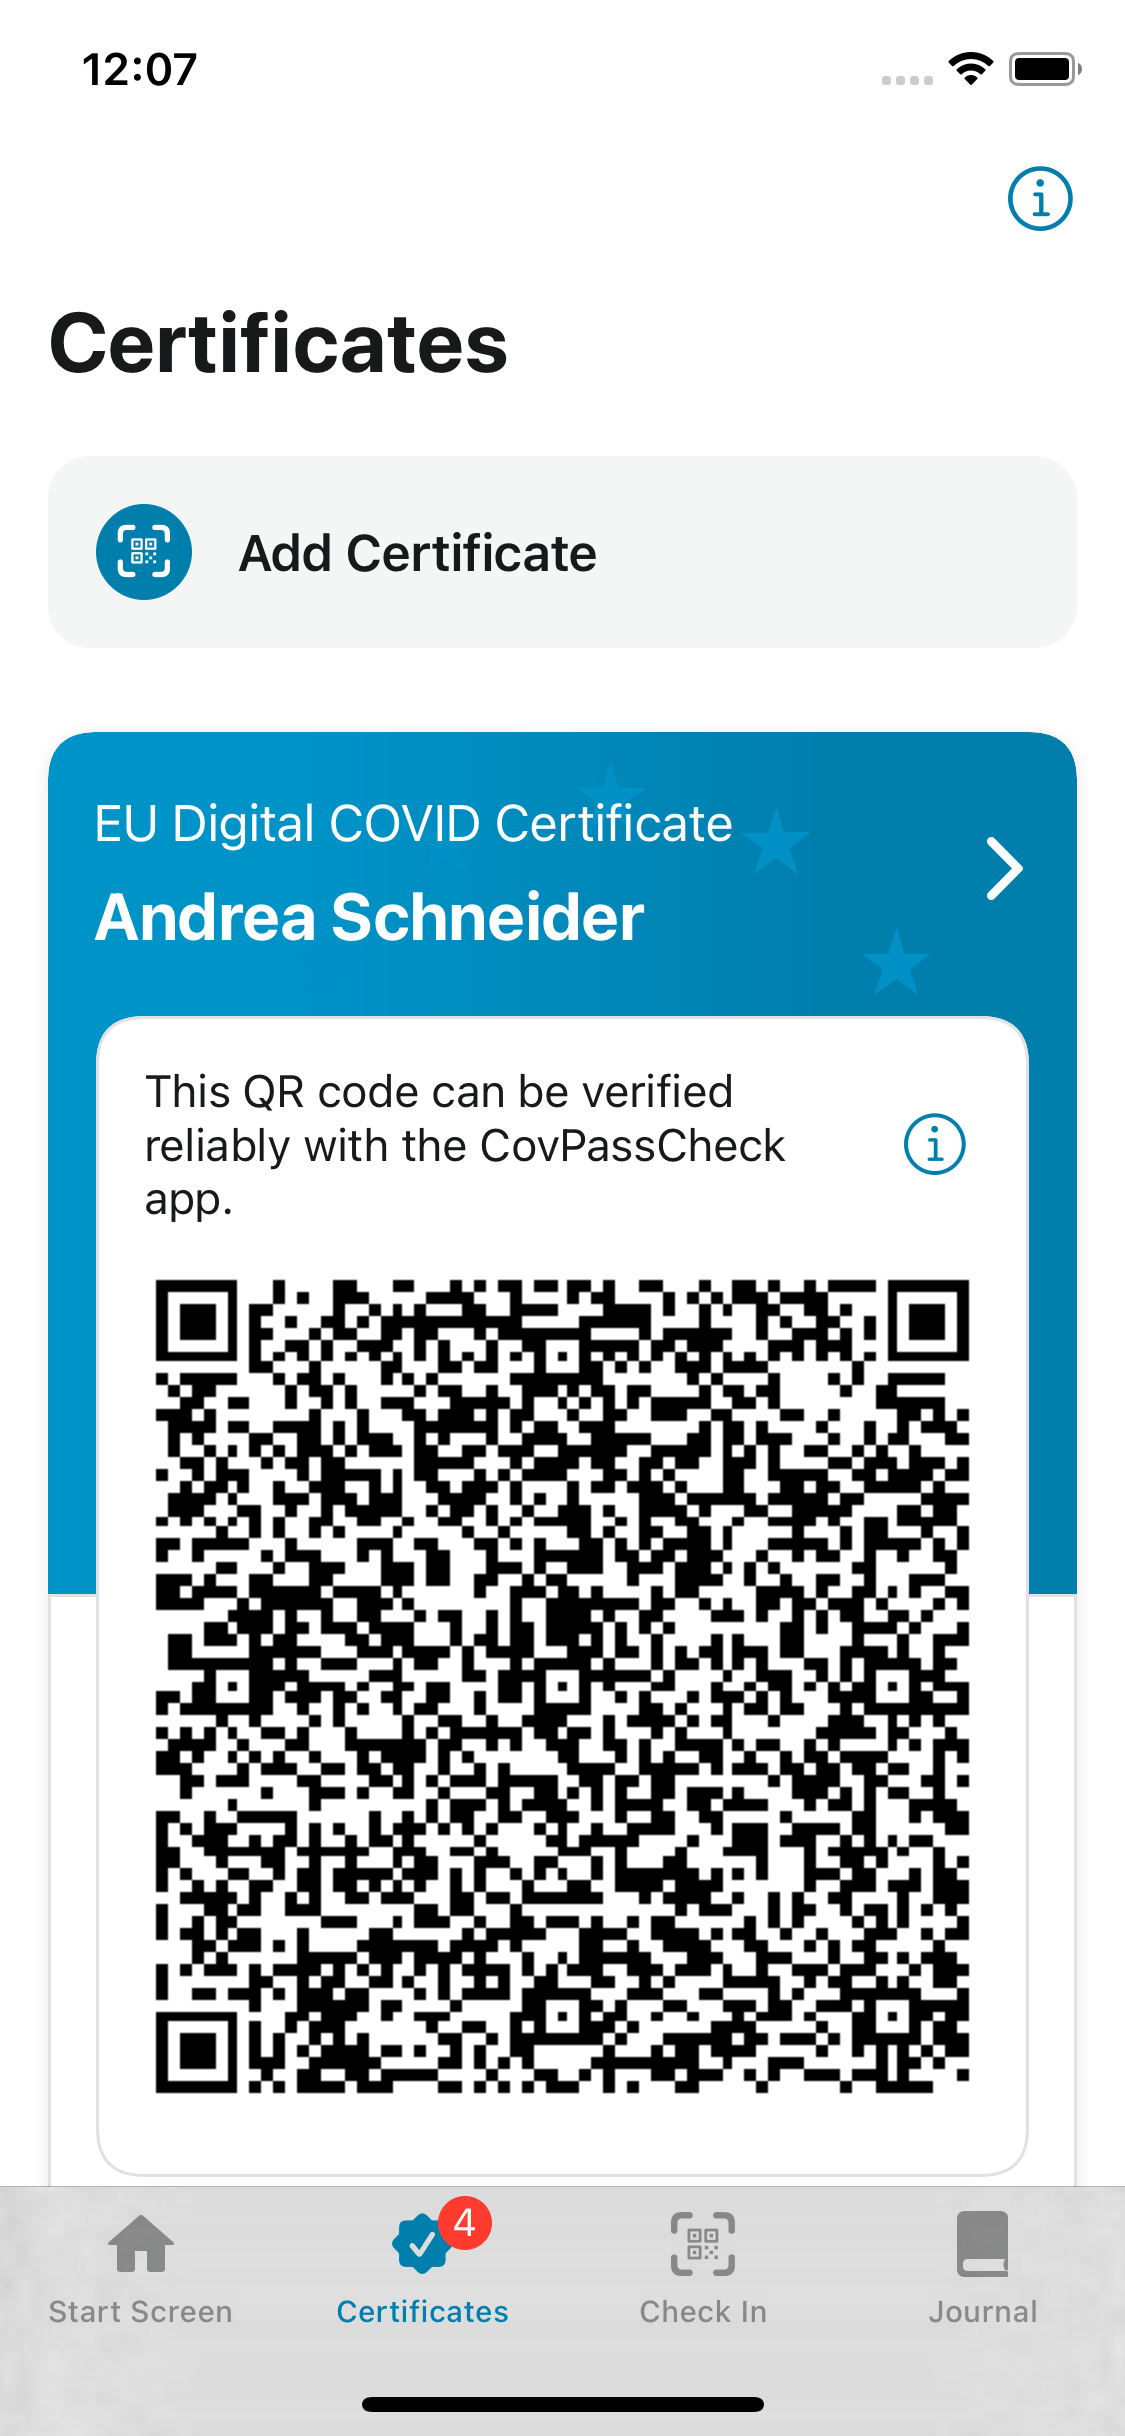 12:07
Certificates
Add Certificate
EU Digital COVID Certificate
Andrea Schneider
This QR code can be verified
reliably with the CovPassCheck
app.
4
Start Screen
Certificates
Check In
Journal